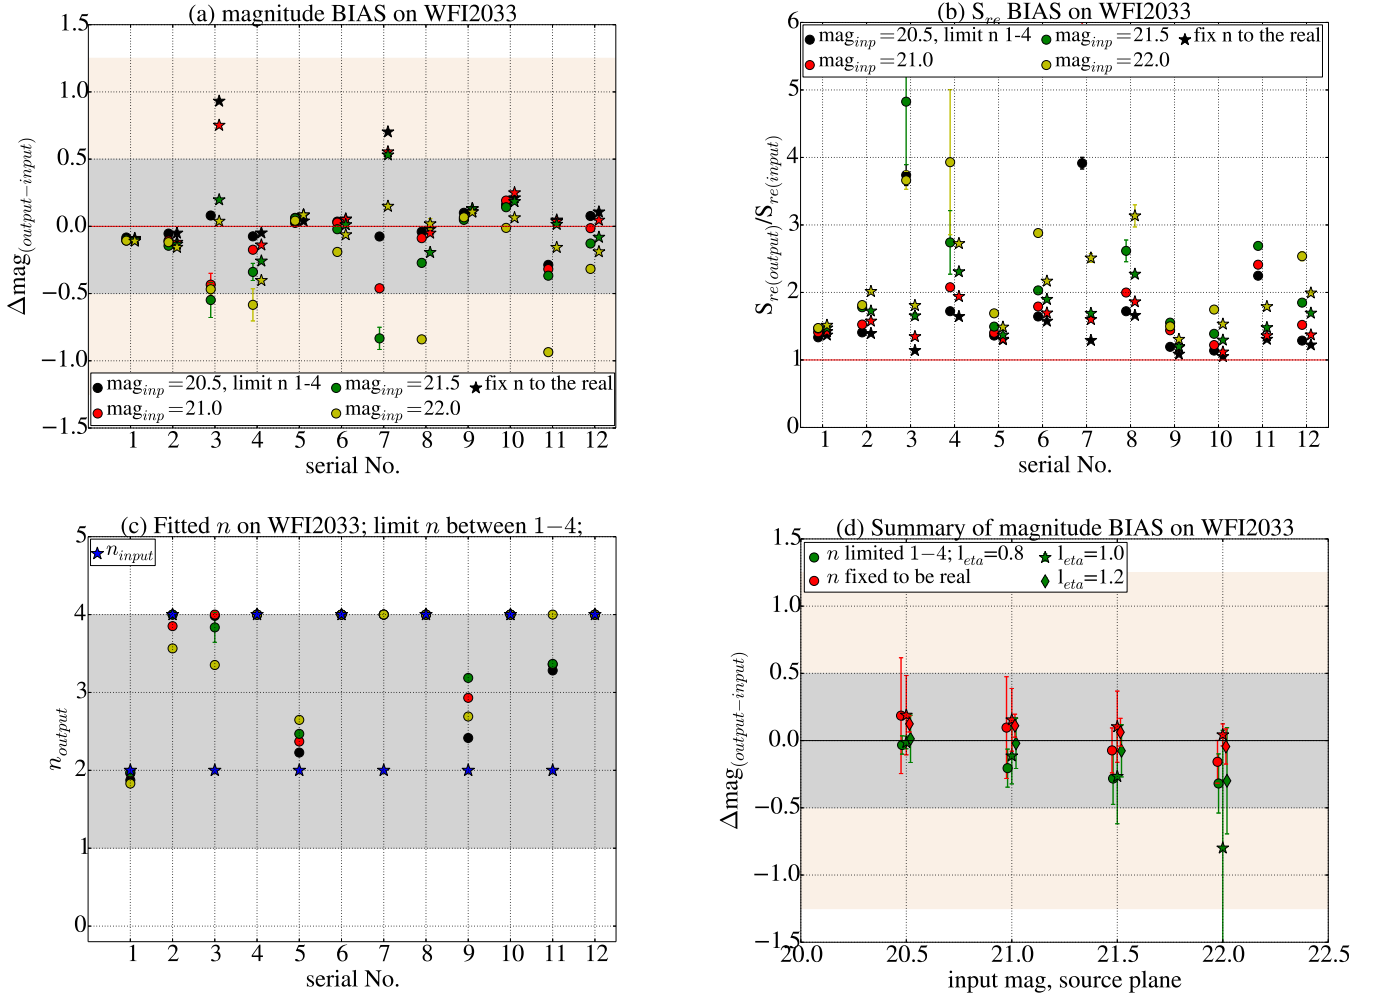 (a) magnitude BIAS on WFI2033
1.5
1.0
0.5
0.0
−0.5
−1.0
−1.5
Δmag(output−input)
mag_inp=20.5, limit n 1-4
mag_inp=21.5
fix n to the real
mag_inp=21.0
mag_inp=22.0
1 2 3 4 5 6 7 8 9 10 11 12
serial No.
(b) S_re BIAS on WFI2033
6
5
4
3
2
1
0
S_re(output)/S_re(input)
mag_inp=20.5, limit n 1-4
mag_inp=21.5
fix n to the real
mag_inp=21.0
mag_inp=22.0
1 2 3 4 5 6 7 8 9 10 11 12
serial No.
(c) Fitted n on WFI2033; limit n between 1−4;
5
4
3
2
1
0
n_output
n_input
1 2 3 4 5 6 7 8 9 10 11 12
serial No.
(d) Summary of magnitude BIAS on WFI2033
1.5
1.0
0.5
0.0
−0.5
−1.0
−1.5
Δmag(output−input)
n limited 1−4; l_eta=0.8
l_eta=1.0
n fixed to be real
l_eta=1.2
20.0 20.5 21.0 21.5 22.0 22.5
input mag, source plane